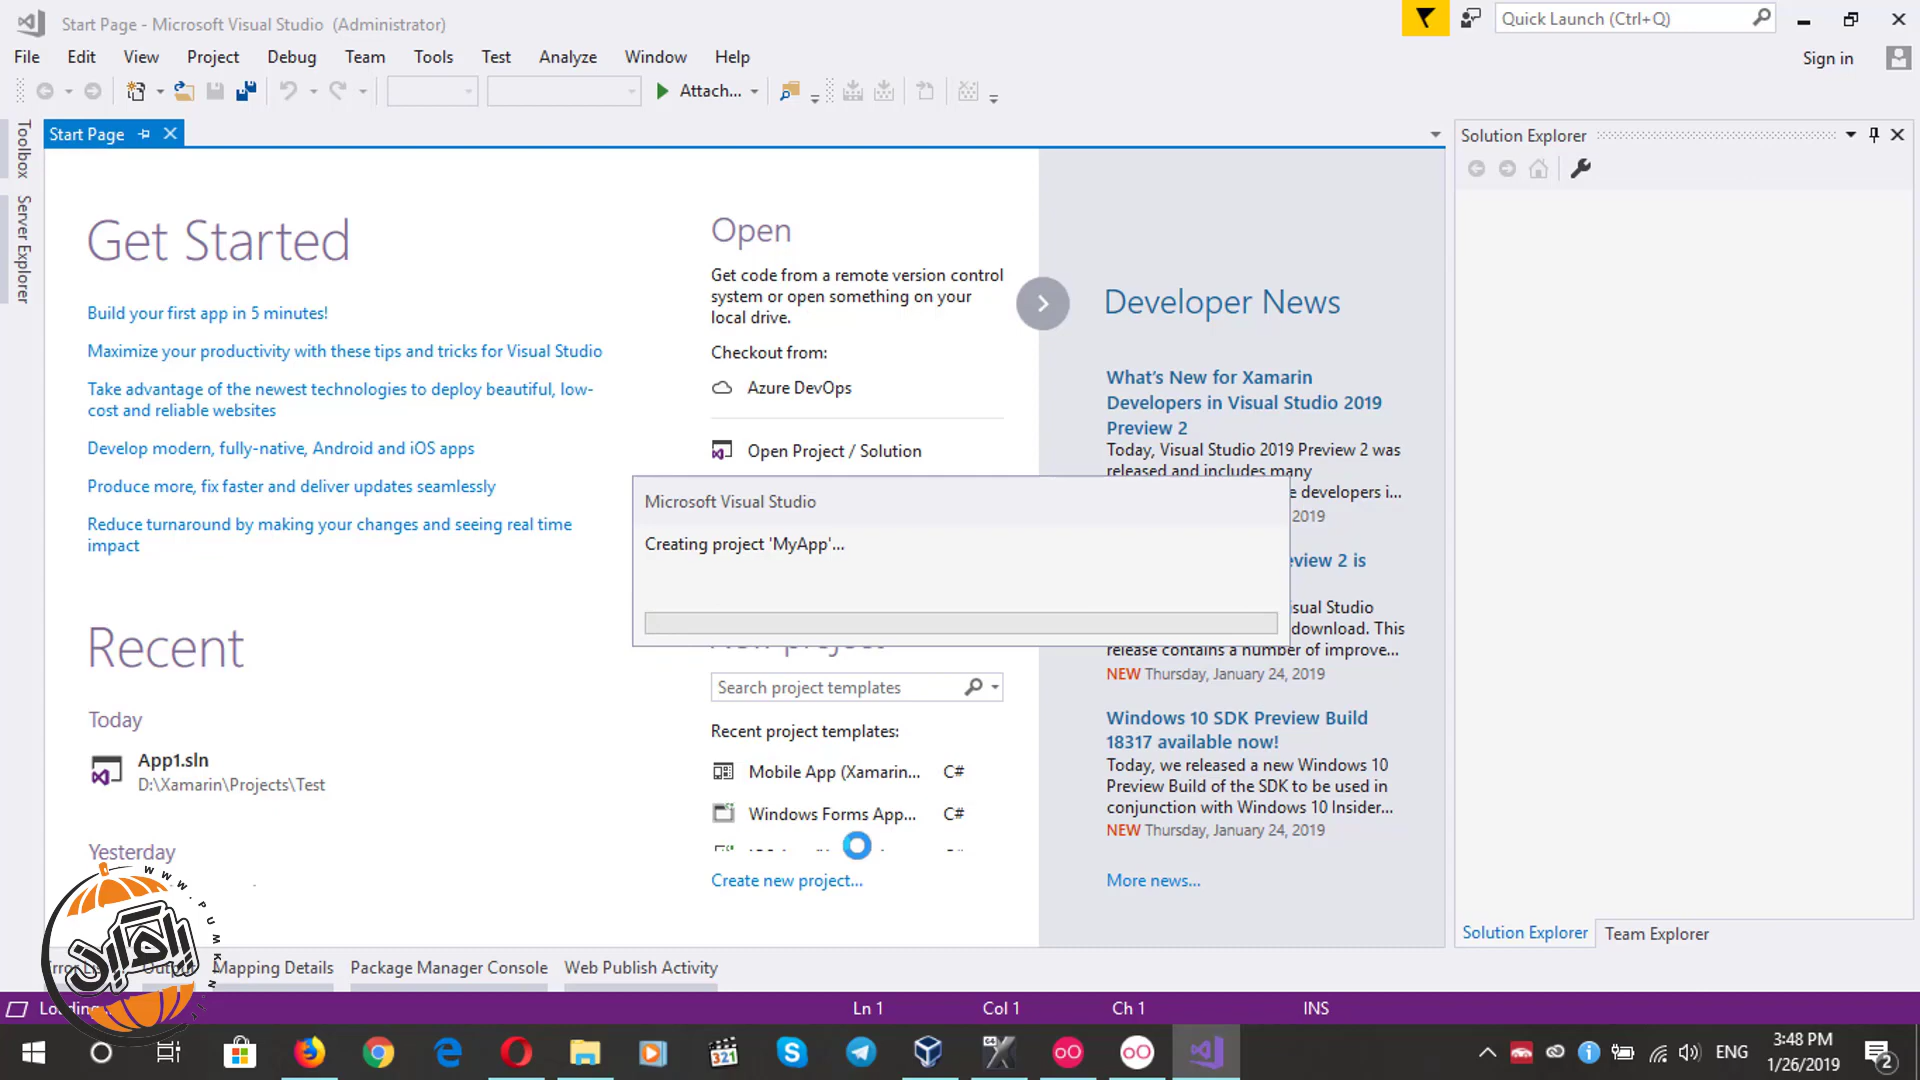 Start Page - Microsoft Visual Studio (Administrator)
Quick Launch (Ctrl+Q)
File Edit View Project Debug Team Tools Test Analyze Window Help
Sign in
Attach...
Toolbox
Server Explorer
Start Page
Solution Explorer
Get Started
Build your first app in 5 minutes!
Maximize your productivity with these tips and tricks for Visual Studio
Take advantage of the newest technologies to deploy beautiful, low-
cost and reliable websites
Develop modern, fully-native, Android and iOS apps
Produce more, fix faster and deliver updates seamlessly
Reduce turnaround by making your changes and seeing real time
impact
Recent
Today
App1.sln
D:\Xamarin\Projects\Test
Yesterday
Open
Get code from a remote version control
system or open something on your
local drive.
Checkout from:
Azure DevOps
Open Project / Solution
Microsoft Visual Studio
Creating project 'MyApp'...
New project
Search project templates
Recent project templates:
Mobile App (Xamarin... C#
Windows Forms App... C#
Create new project...
Developer News
What's New for Xamarin
Developers in Visual Studio 2019
Preview 2
Today, Visual Studio 2019 Preview 2 was
released and includes many
e developers i...
2019
eview 2 is
isual Studio
download. This
release contains a number of improve...
NEW Thursday, January 24, 2019
Windows 10 SDK Preview Build
18317 available now!
Today, we released a new Windows 10
Preview Build of the SDK to be used in
conjunction with Windows 10 Insider...
NEW Thursday, January 24, 2019
More news...
Solution Explorer Team Explorer
Output Mapping Details Package Manager Console Web Publish Activity
Loading
Ln 1 Col 1 Ch 1 INS
321
64
ENG
3:48 PM
1/26/2019
2